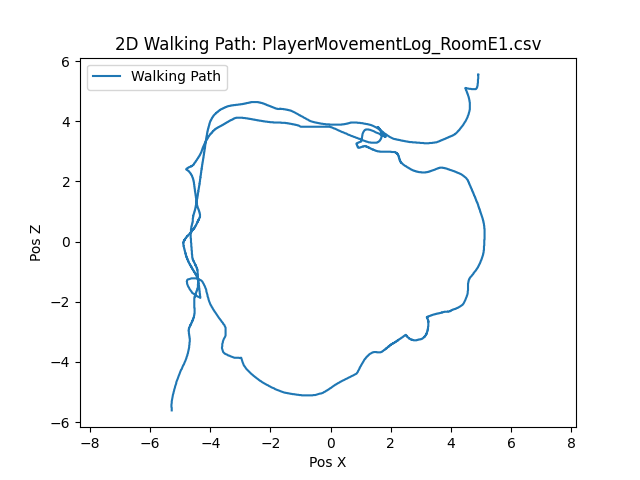 2D Walking Path: PlayerMovementLog_RoomE1.csv
Walking Path
6
4
2
0
−2
−4
−6
Pos Z
−8 −6 −4 −2 0 2 4 6 8
Pos X